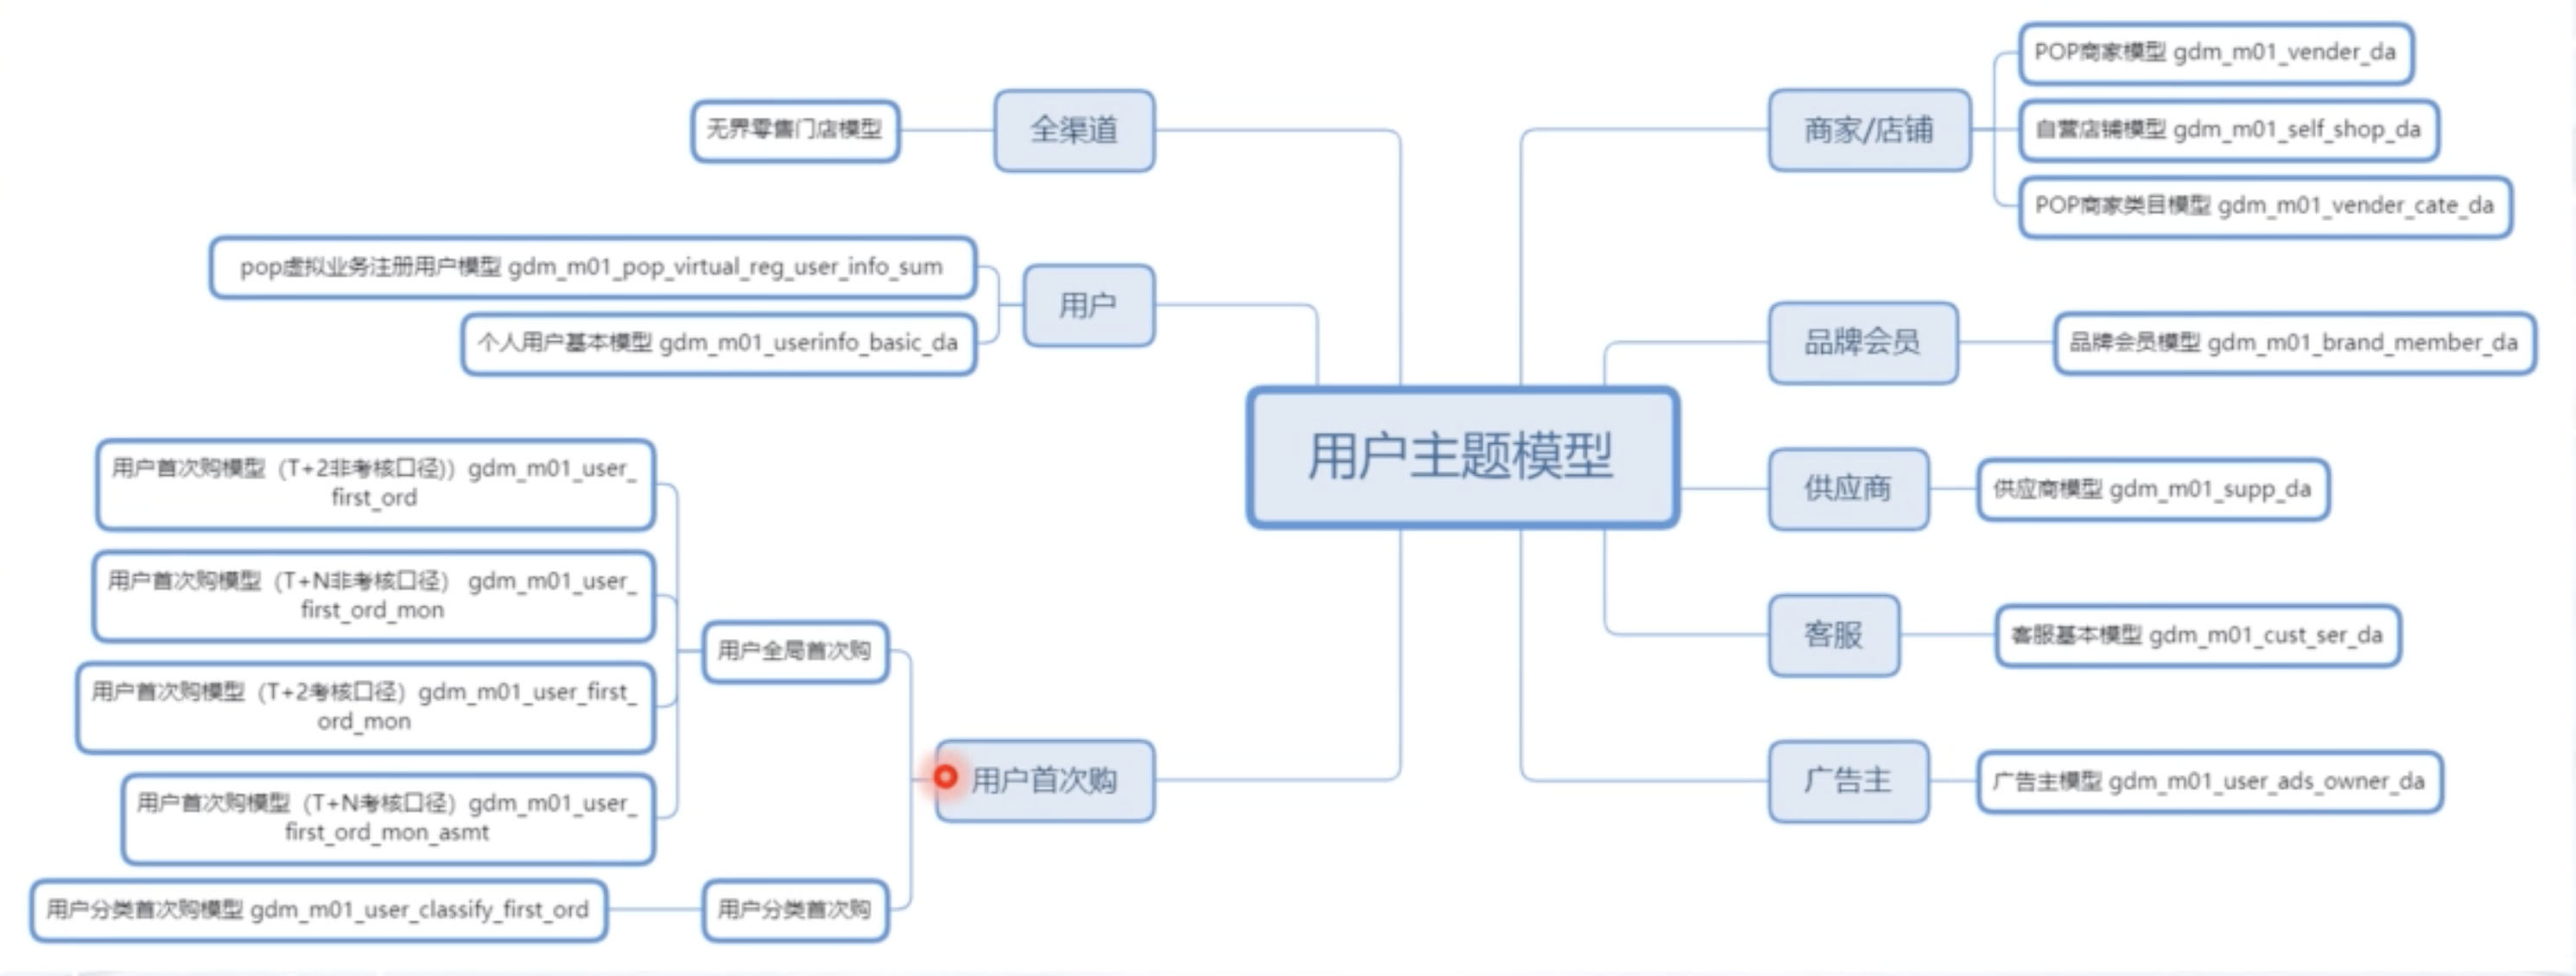 用户主题模型
全渠道
无界零售门店模型
用户
pop虚拟业务注册用户模型 gdm_m01_pop_virtual_reg_user_info_sum
个人用户基本模型 gdm_m01_userinfo_basic_da
用户首次购
用户全局首次购
用户首次购模型（T+2非考核口径)）gdm_m01_user_
first_ord
用户首次购模型（T+N非考核口径） gdm_m01_user_
first_ord_mon
用户首次购模型（T+2考核口径）gdm_m01_user_first_
ord_mon
用户首次购模型（T+N考核口径）gdm_m01_user_
first_ord_mon_asmt
用户分类首次购
用户分类首次购模型 gdm_m01_user_classify_first_ord
商家/店铺
POP商家模型 gdm_m01_vender_da
自营店铺模型 gdm_m01_self_shop_da
POP商家类目模型 gdm_m01_vender_cate_da
品牌会员
品牌会员模型 gdm_m01_brand_member_da
供应商
供应商模型 gdm_m01_supp_da
客服
客服基本模型 gdm_m01_cust_ser_da
广告主
广告主模型 gdm_m01_user_ads_owner_da